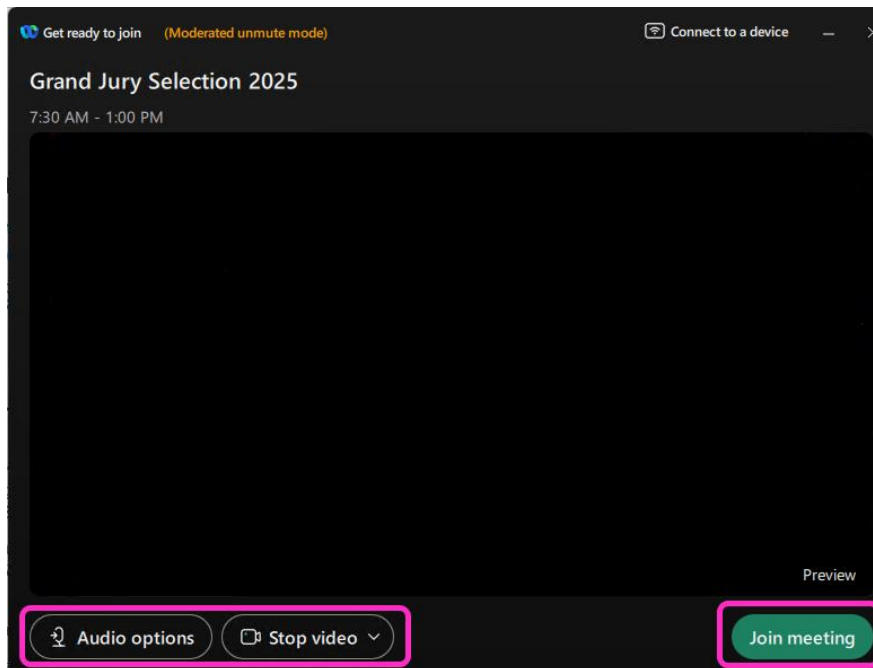 Get ready to join (Moderated unmute mode) Connect to a device
Grand Jury Selection 2025
7:30 AM - 1:00 PM
Preview
Audio options Stop video Join meeting